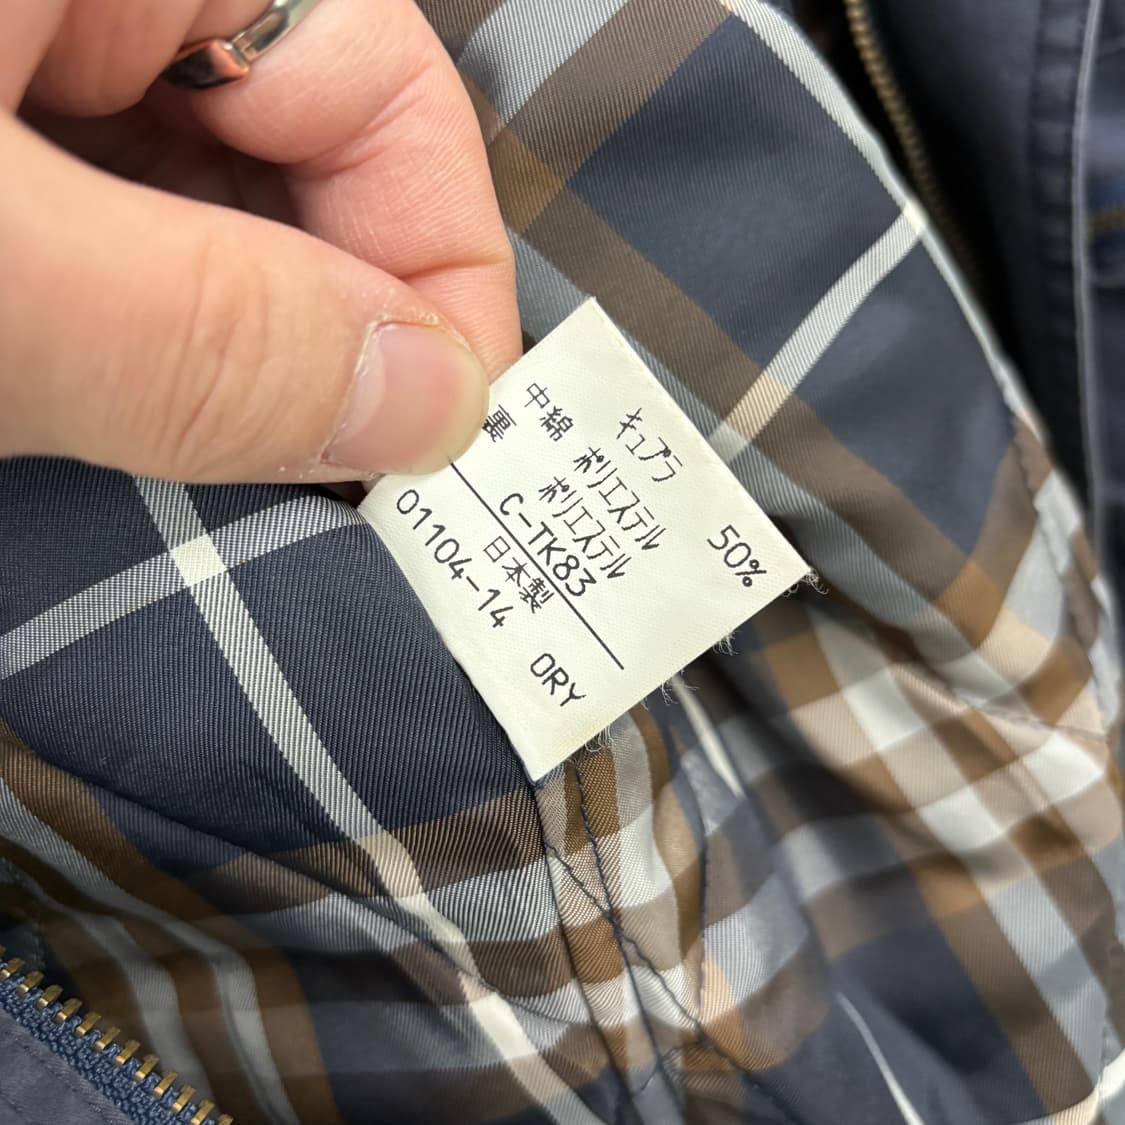 キュプラ 50%
中綿 ポリエステル
裏 ポリエステル
C-TK83
日本製
01104-14 DRY